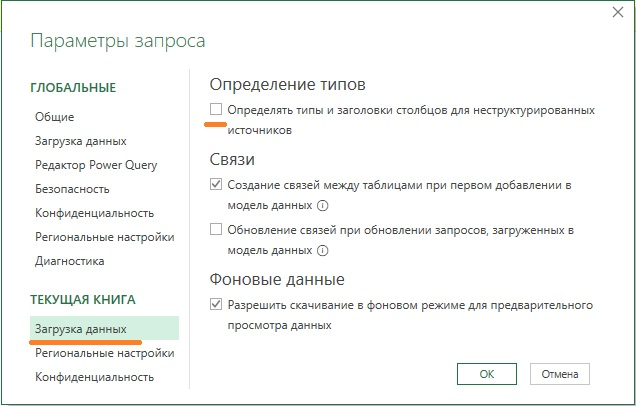 Параметры запроса
ГЛОБАЛЬНЫЕ
Общие
Загрузка данных
Редактор Power Query
Безопасность
Конфиденциальность
Региональные настройки
Диагностика
ТЕКУЩАЯ КНИГА
Загрузка данных
Региональные настройки
Конфиденциальность
Определение типов
Определять типы и заголовки столбцов для неструктурированных
источников
Связи
Создание связей между таблицами при первом добавлении в
модель данных
Обновление связей при обновлении запросов, загруженных в
модель данных
Фоновые данные
Разрешить скачивание в фоновом режиме для предварительного
просмотра данных
ОК
Отмена